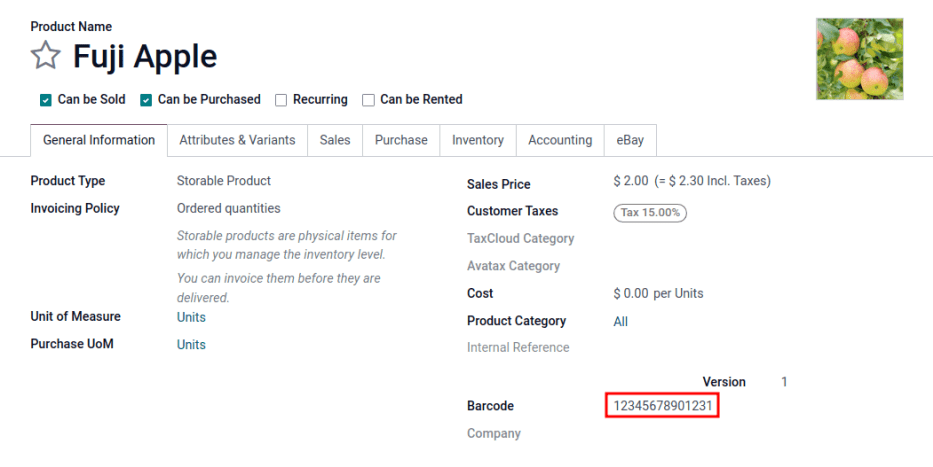 Product Name
Fuji Apple
Can be Sold Can be Purchased Recurring Can be Rented
General Information Attributes & Variants Sales Purchase Inventory Accounting eBay
Product Type Storable Product
Invoicing Policy Ordered quantities
Storable products are physical items for
which you manage the inventory level.
You can invoice them before they are
delivered.
Unit of Measure Units
Purchase UoM Units
Sales Price $ 2.00 (= $ 2.30 Incl. Taxes)
Customer Taxes Tax 15.00%
TaxCloud Category
Avatax Category
Cost $ 0.00 per Units
Product Category All
Internal Reference
Version 1
Barcode 12345678901231
Company